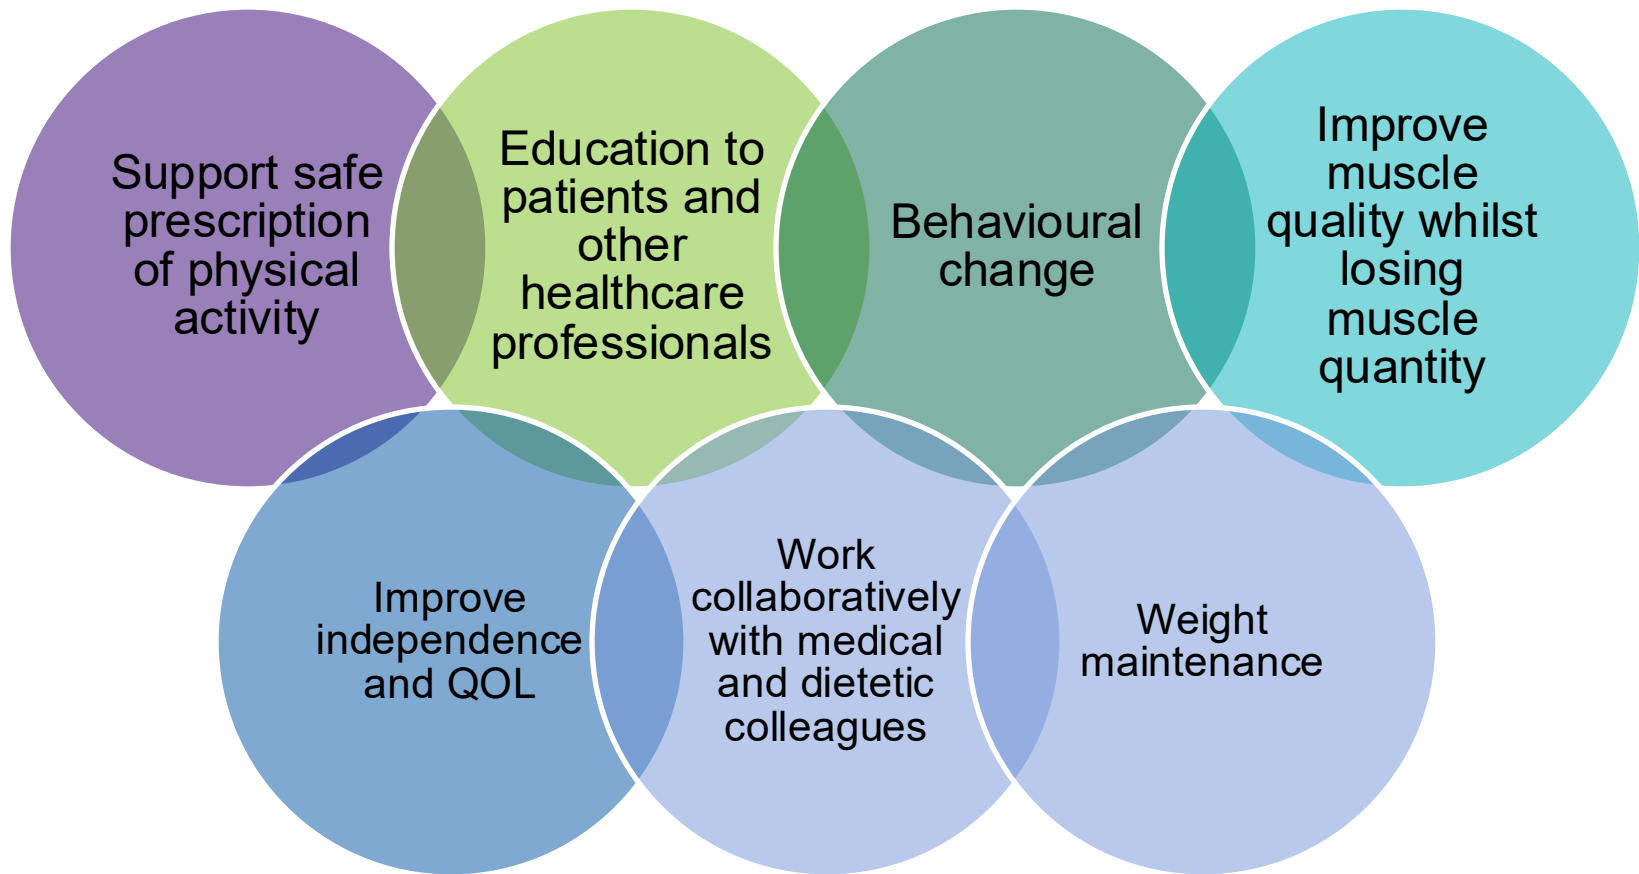 Support safe
prescription
of physical
activity
Education to
patients and
other
healthcare
professionals
Behavioural
change
Improve
muscle
quality whilst
losing
muscle
quantity
Improve
independence
and QOL
Work
collaboratively
with medical
and dietetic
colleagues
Weight
maintenance